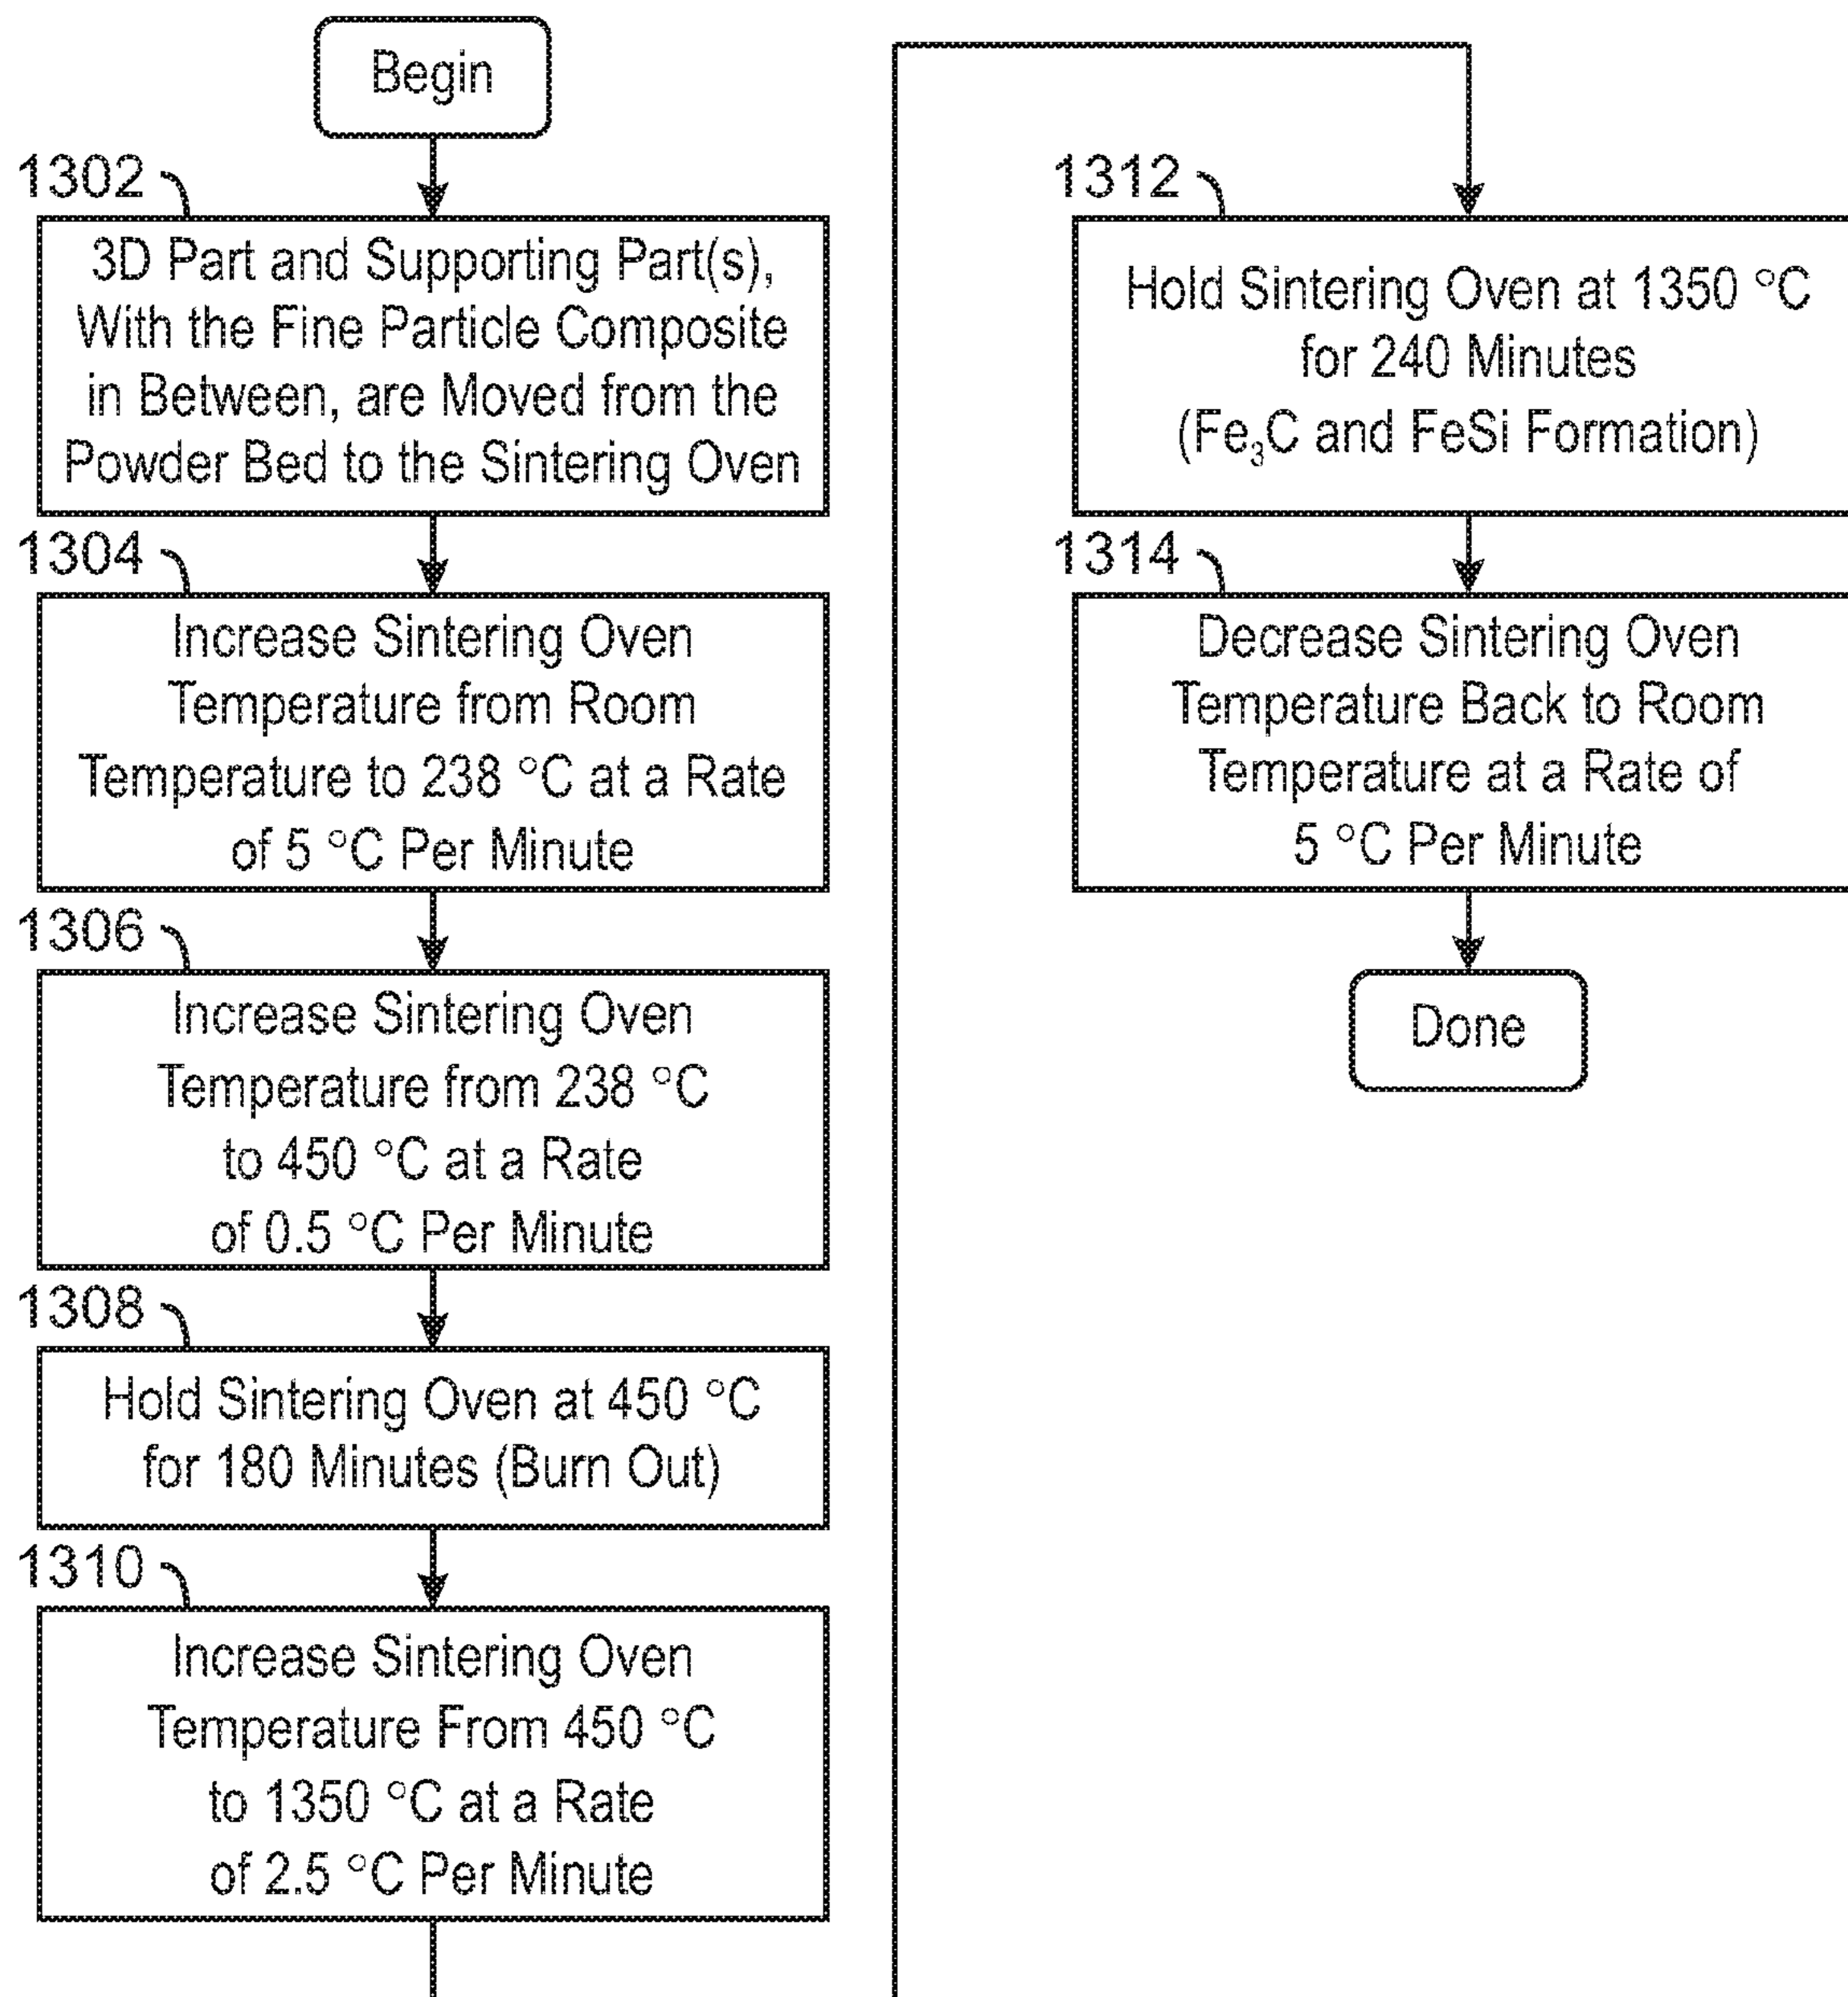 Begin
1302
3D Part and Supporting Part(s),
With the Fine Particle Composite
in Between, are Moved from the
Powder Bed to the Sintering Oven
1304
Increase Sintering Oven
Temperature from Room
Temperature to 238 °C at a Rate
of 5 °C Per Minute
1306
Increase Sintering Oven
Temperature from 238 °C
to 450 °C at a Rate
of 0.5 °C Per Minute
1308
Hold Sintering Oven at 450 °C
for 180 Minutes (Burn Out)
1310
Increase Sintering Oven
Temperature From 450 °C
to 1350 °C at a Rate
of 2.5 °C Per Minute
1312
Hold Sintering Oven at 1350 °C
for 240 Minutes
(Fe₃C and FeSi Formation)
1314
Decrease Sintering Oven
Temperature Back to Room
Temperature at a Rate of
5 °C Per Minute
Done